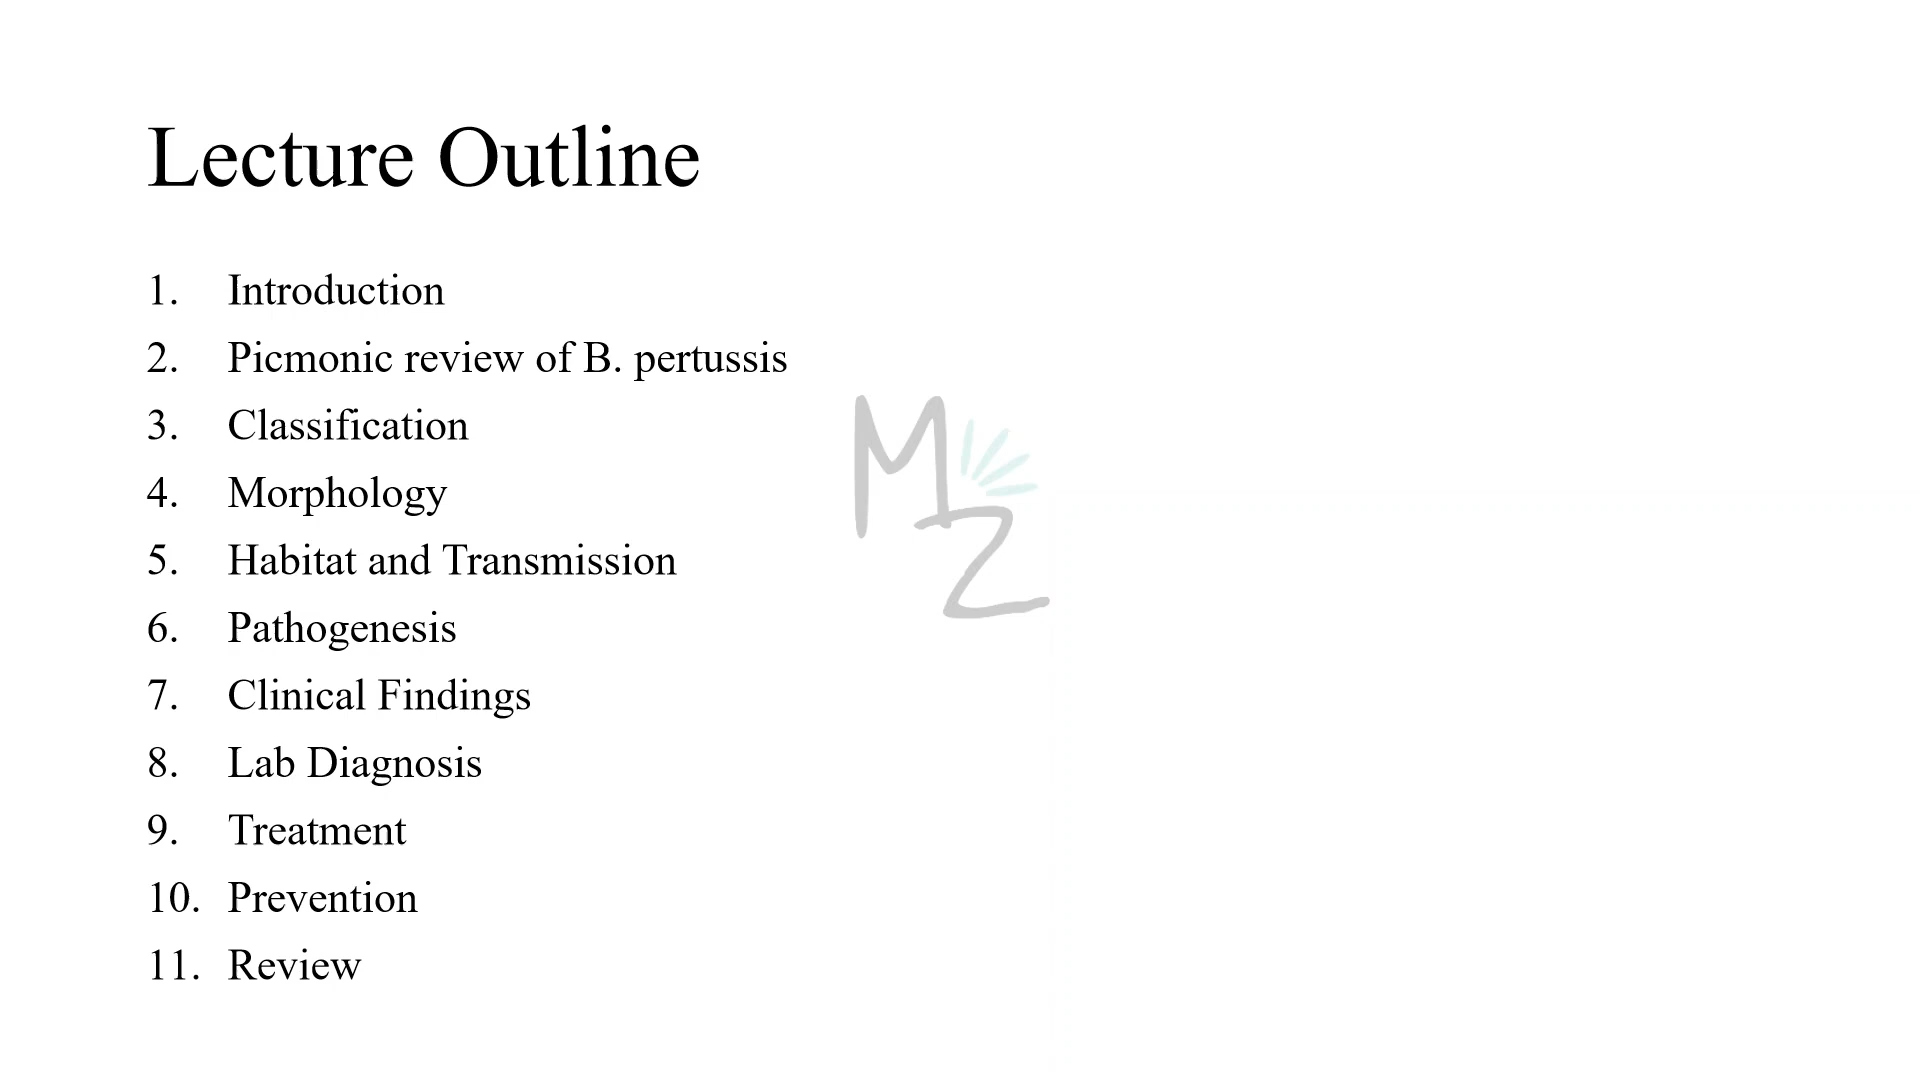 Lecture Outline
1. Introduction
2. Picmonic review of B. pertussis
3. Classification
4. Morphology
5. Habitat and Transmission
6. Pathogenesis
7. Clinical Findings
8. Lab Diagnosis
9. Treatment
10. Prevention
11. Review
MZ